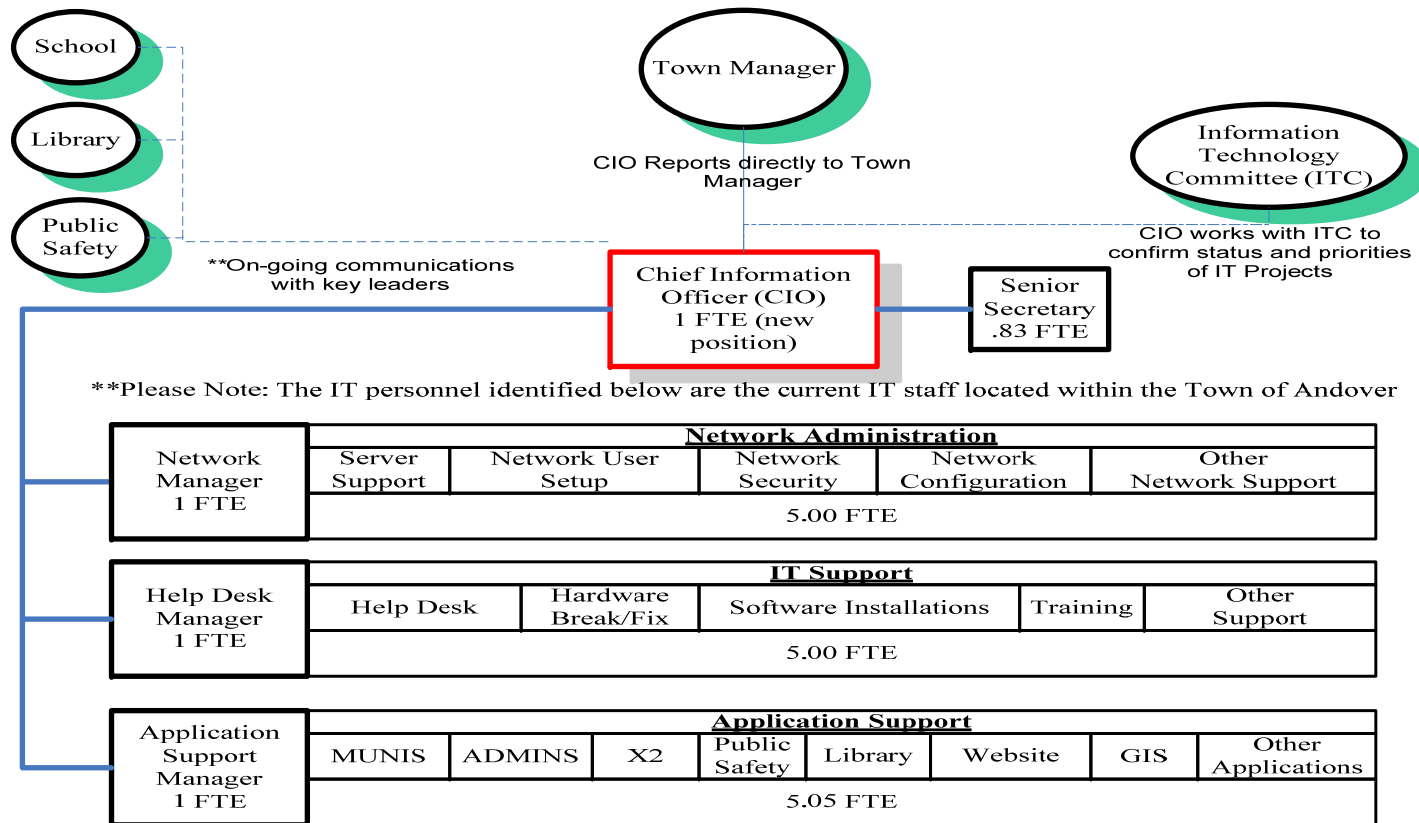 School
Library
Public
Safety
Town Manager
CIO Reports directly to Town
Manager
Information
Technology
Committee (ITC)
CIO works with ITC to
confirm status and priorities
of IT Projects
**On-going communications
with key leaders
Chief Information
Officer (CIO)
1 FTE (new
position)
Senior
Secretary
.83 FTE
**Please Note: The IT personnel identified below are the current IT staff located within the Town of Andover
Network
Manager
1 FTE
Network Administration
Server
Support
Network User
Setup
Network
Security
Network
Configuration
Other
Network Support
5.00 FTE
Help Desk
Manager
1 FTE
IT Support
Help Desk
Hardware
Break/Fix
Software Installations
Training
Other
Support
5.00 FTE
Application
Support
Manager
1 FTE
Application Support
MUNIS
ADMINS
X2
Public
Safety
Library
Website
GIS
Other
Applications
5.05 FTE